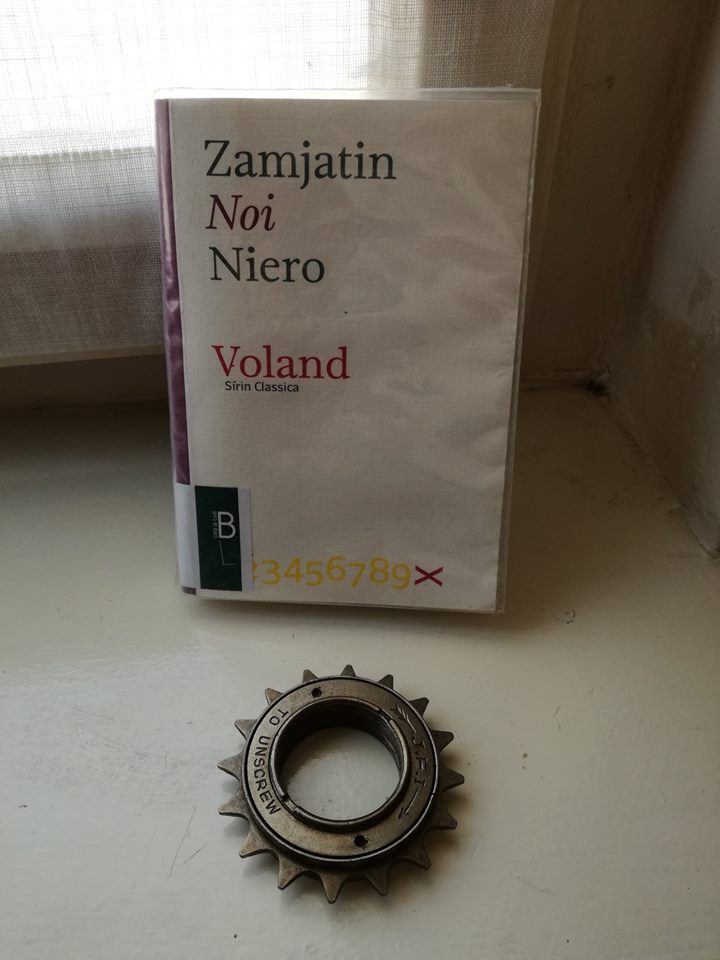 Zamjatin
Noi
Niero
Voland
Sírin Classica
B
23456789X
TO UNSCREW
J.F.I